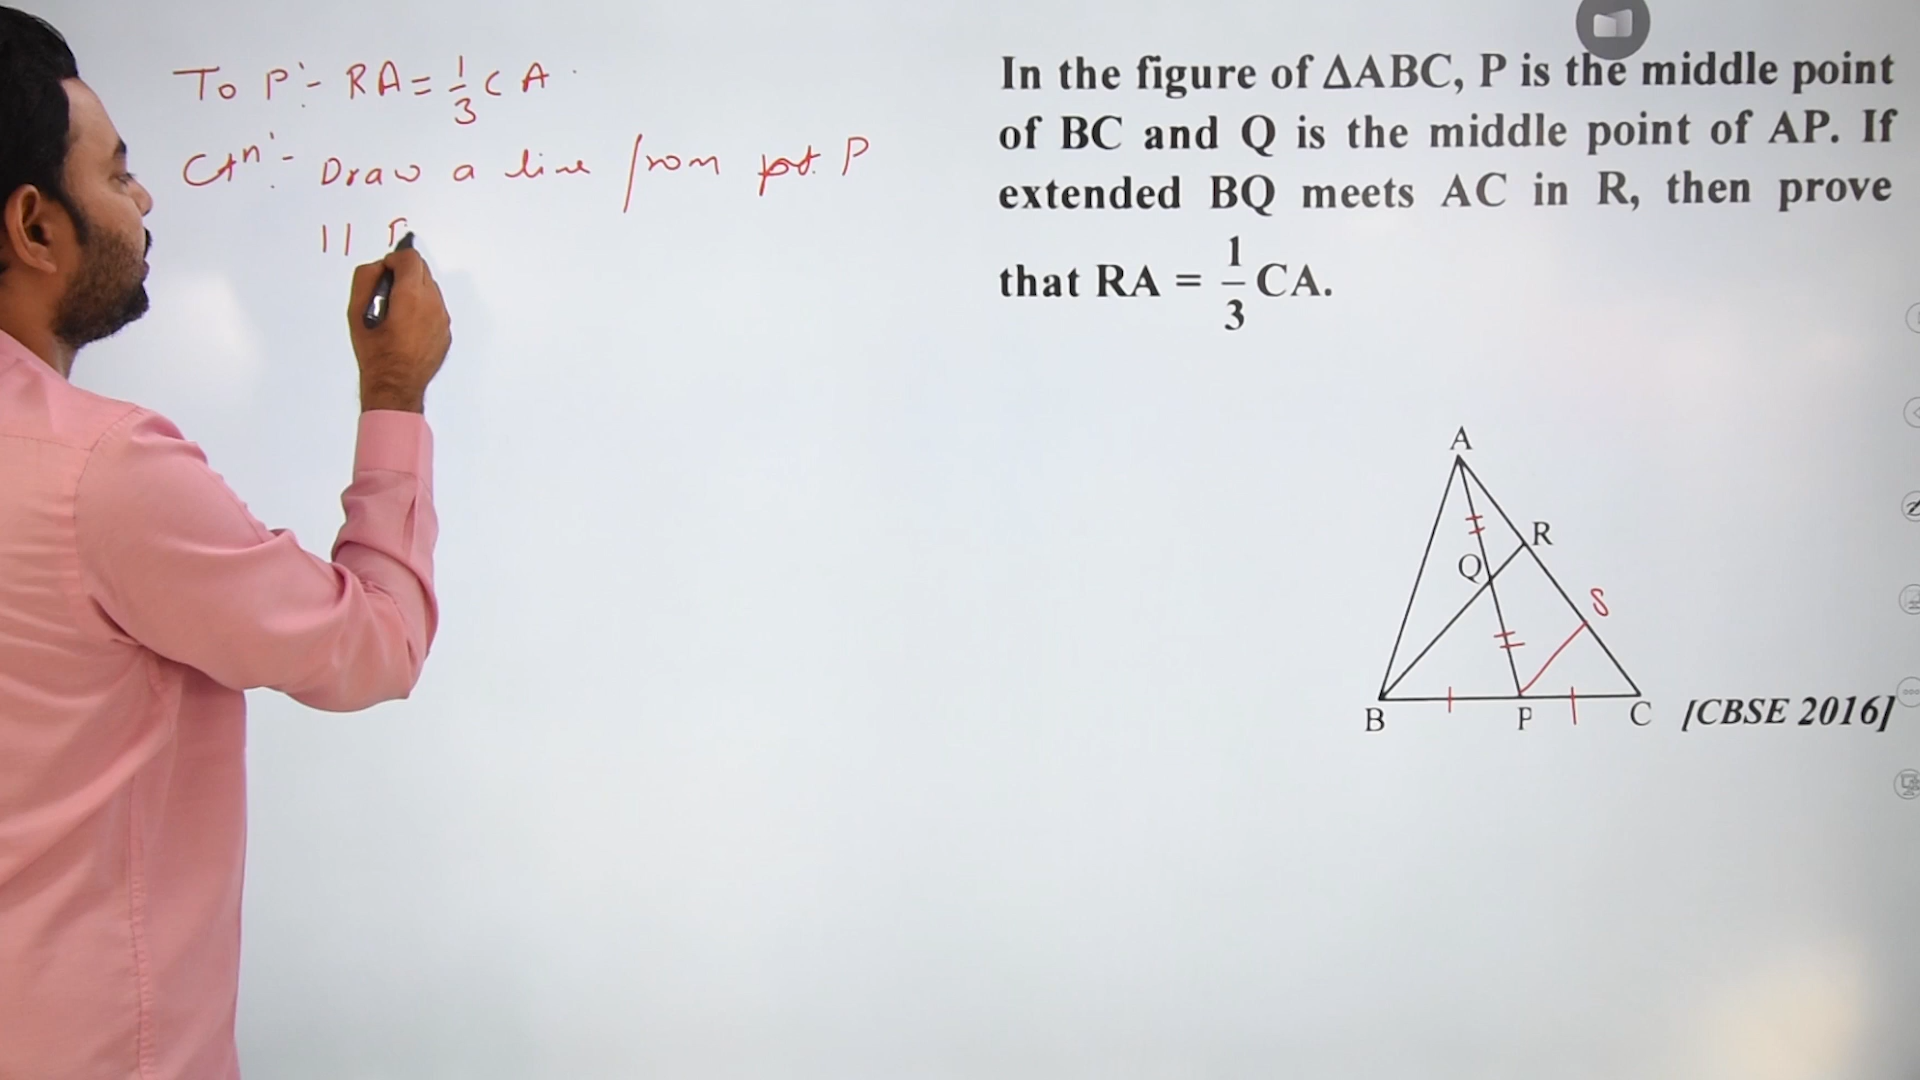 To P:- RA = 1/3 CA
Ctn:- Draw a line from pt. P
||
In the figure of ΔABC, P is the middle point
of BC and Q is the middle point of AP. If
extended BQ meets AC in R, then prove
that RA = 1/3 CA.
A
R
Q
S
B P C [CBSE 2016]